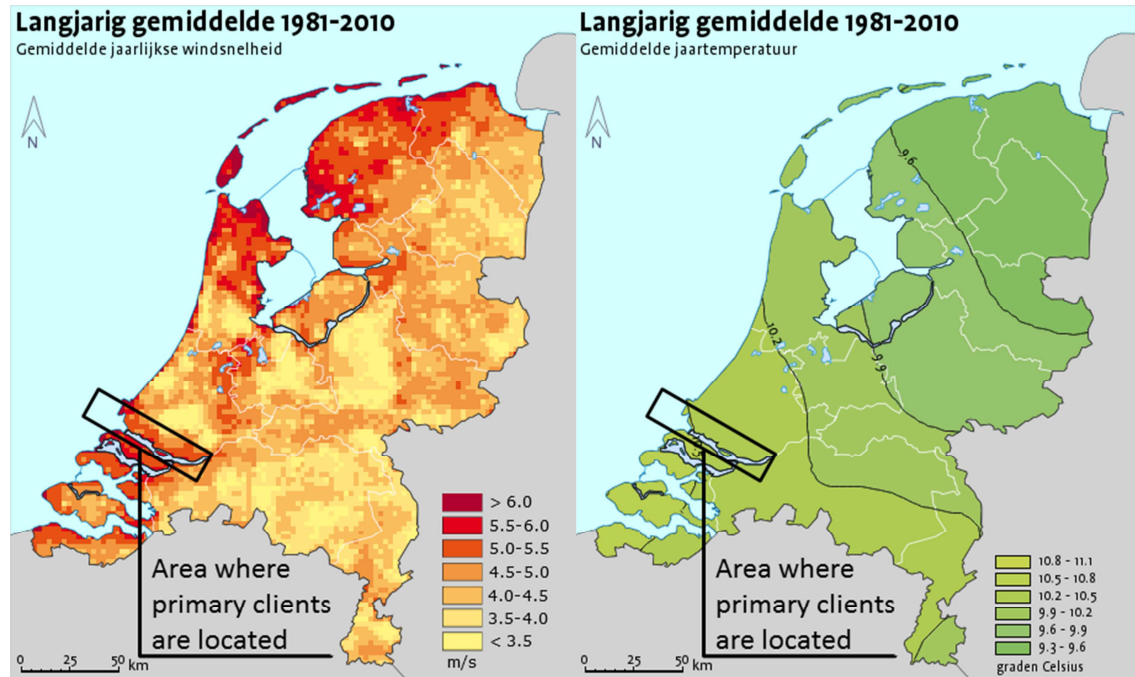 Langjarig gemiddelde 1981-2010
Gemiddelde jaarlijkse windsnelheid
N
> 6.0
5.5-6.0
5.0-5.5
4.5-5.0
4.0-4.5
3.5-4.0
< 3.5
m/s
Area where
primary clients
are located
0 25 50 km
Langjarig gemiddelde 1981-2010
Gemiddelde jaartemperatuur
N
9.6
10.2
9.9
10.8 - 11.1
10.5 - 10.8
10.2 - 10.5
9.9 - 10.2
9.6 - 9.9
9.3 - 9.6
graden Celsius
Area where
primary clients
are located
0 25 50 km